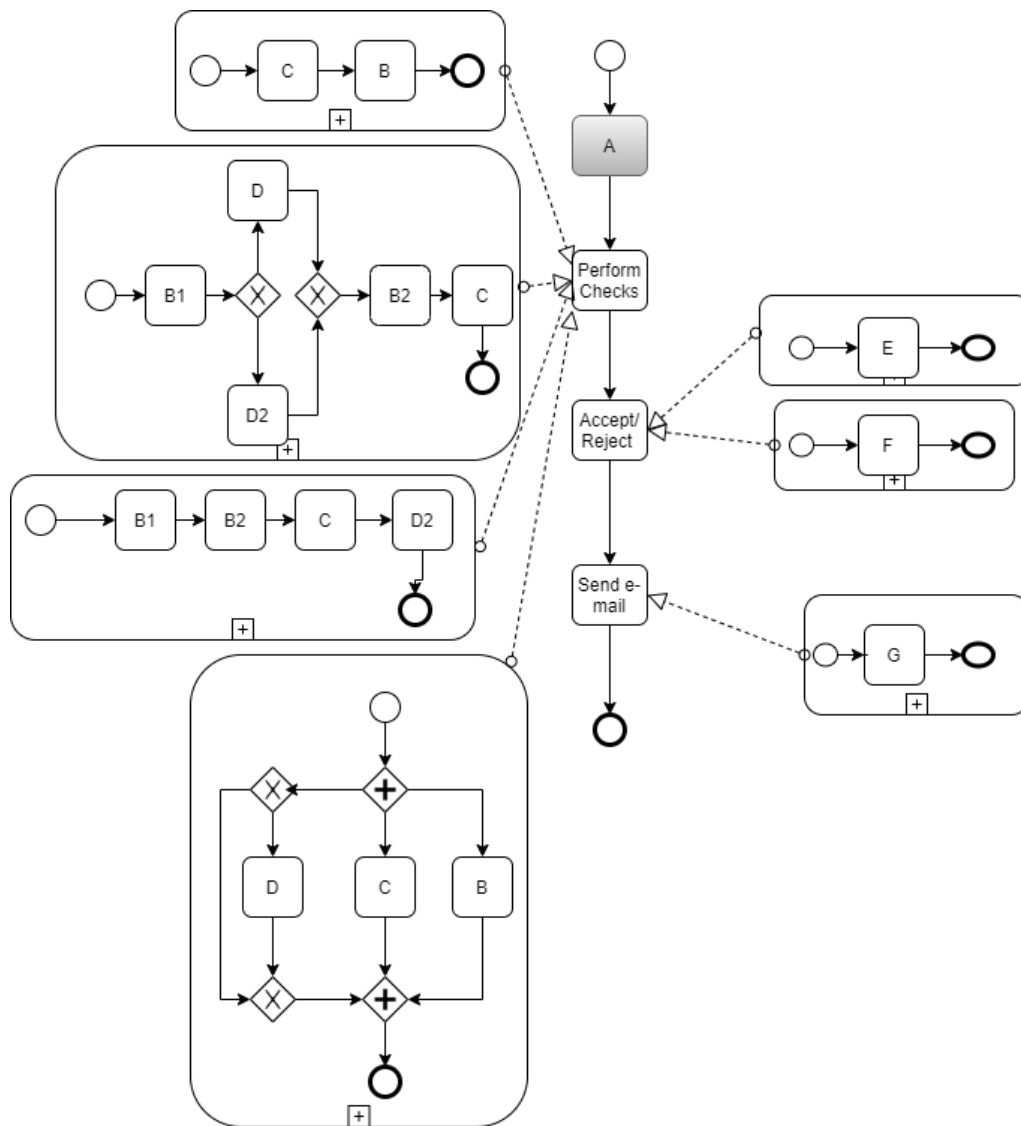 C
B
A
D
B1
X
X
B2
C
D2
+
Perform
Checks
E
Accept/
Reject
F
+
B1
B2
C
D2
+
Send e-
mail
G
+
X
+
D
C
B
X
+
+